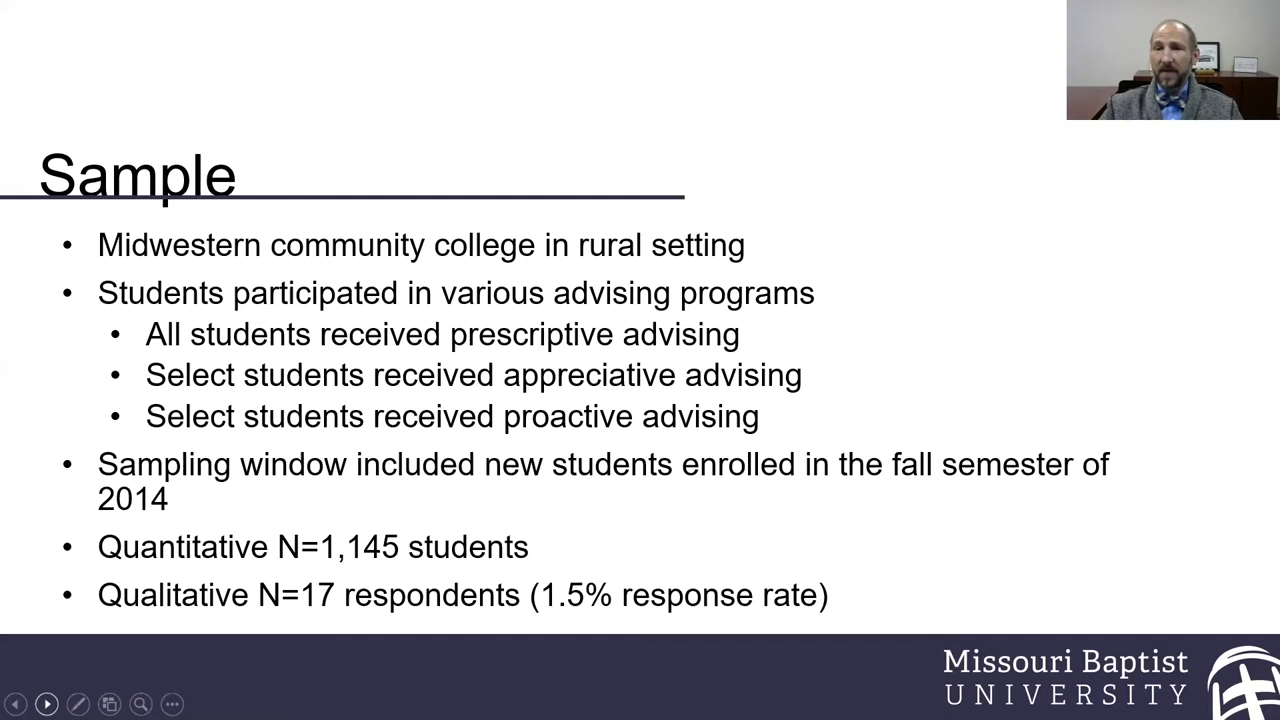 Sample
• Midwestern community college in rural setting
• Students participated in various advising programs
• All students received prescriptive advising
• Select students received appreciative advising
• Select students received proactive advising
• Sampling window included new students enrolled in the fall semester of
2014
• Quantitative N=1,145 students
• Qualitative N=17 respondents (1.5% response rate)
Missouri Baptist
UNIVERSITY